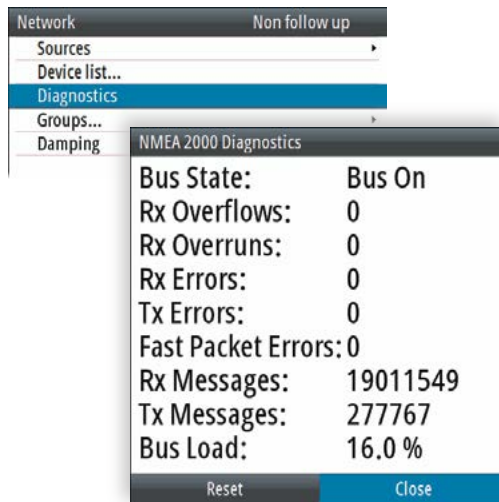 Network Non follow up
Sources
Device list...
Diagnostics
Groups...
Damping
NMEA 2000 Diagnostics
Bus State: Bus On
Rx Overflows: 0
Rx Overruns: 0
Rx Errors: 0
Tx Errors: 0
Fast Packet Errors: 0
Rx Messages: 19011549
Tx Messages: 277767
Bus Load: 16.0 %
Reset Close